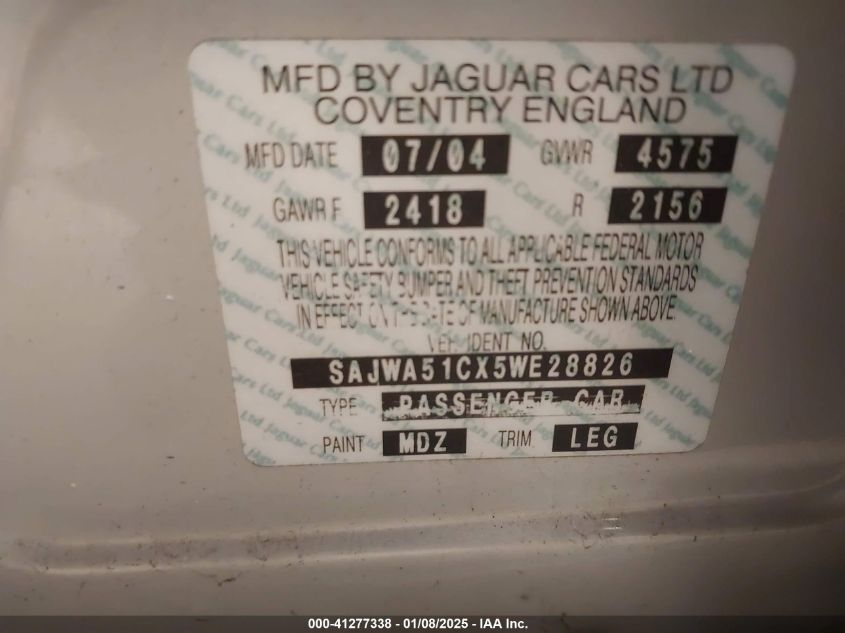 MFD BY JAGUAR CARS LTD
COVENTRY ENGLAND
MFD DATE 07/04 GVWR 4575
GAWR F 2418 R 2156
THIS VEHICLE CONFORMS TO ALL APPLICABLE FEDERAL MOTOR
VEHICLE SAFETY BUMPER AND THEFT PREVENTION STANDARDS
IN EFFECT ON THE DATE OF MANUFACTURE SHOWN ABOVE.
VEH. IDENT NO.
SAJWA51CX5WE28826
TYPE PASSENGER CAR
PAINT MDZ TRIM LEG
000-41277338 - 01/08/2025 - IAA Inc.